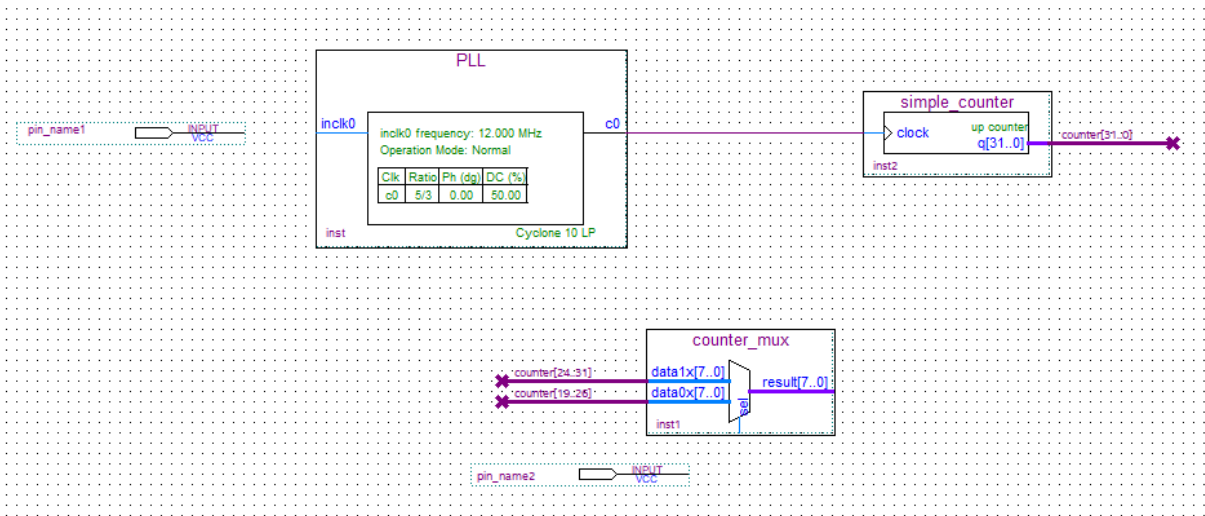 PLL
pin_name1 INPUT VCC
inclk0
inclk0 frequency: 12.000 MHz
Operation Mode: Normal
Clk Ratio Ph (dg) DC (%)
c0 5/3 0.00 50.00
c0
inst
Cyclone 10 LP
simple_counter
clock
up counter
q[31..0]
counter[31..0]
inst2
counter_mux
counter[24..31] data1x[7..0]
counter[19..26] data0x[7..0]
sel
result[7..0]
inst1
pin_name2 INPUT VCC